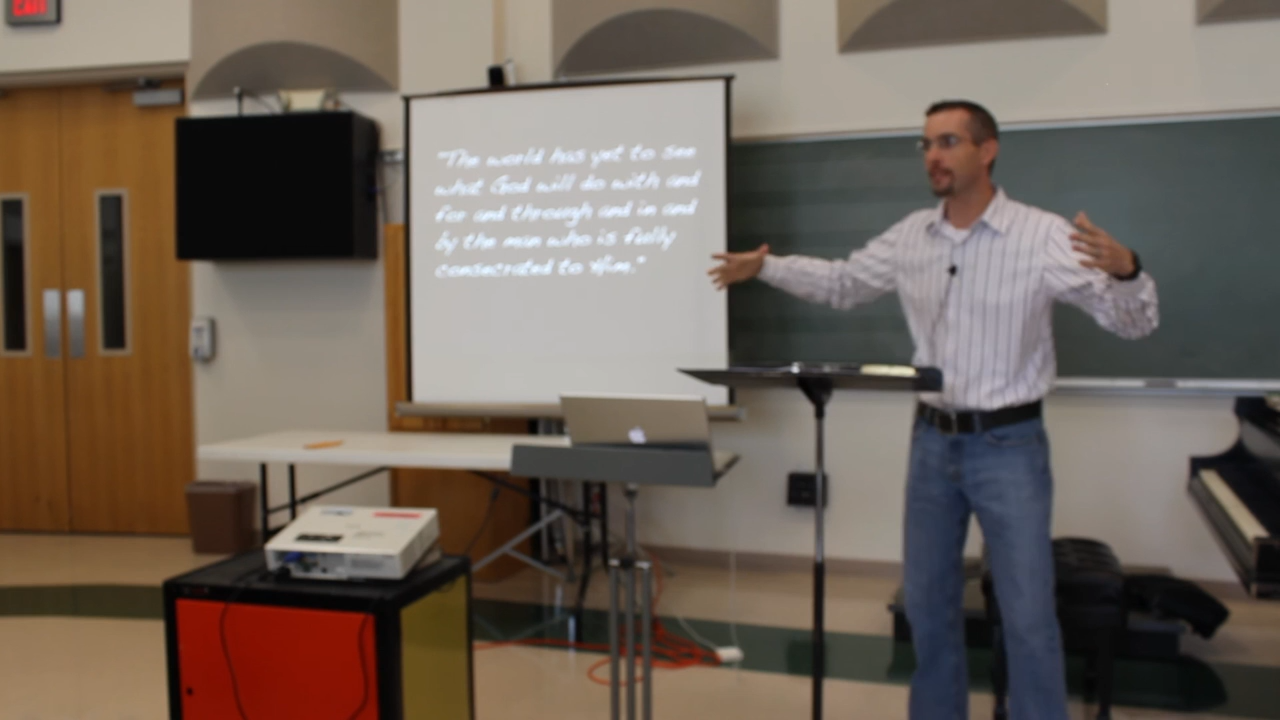 EXIT
"The world has yet to see
what God will do with and
for and through and in and
by the man who is fully
consecrated to Him."